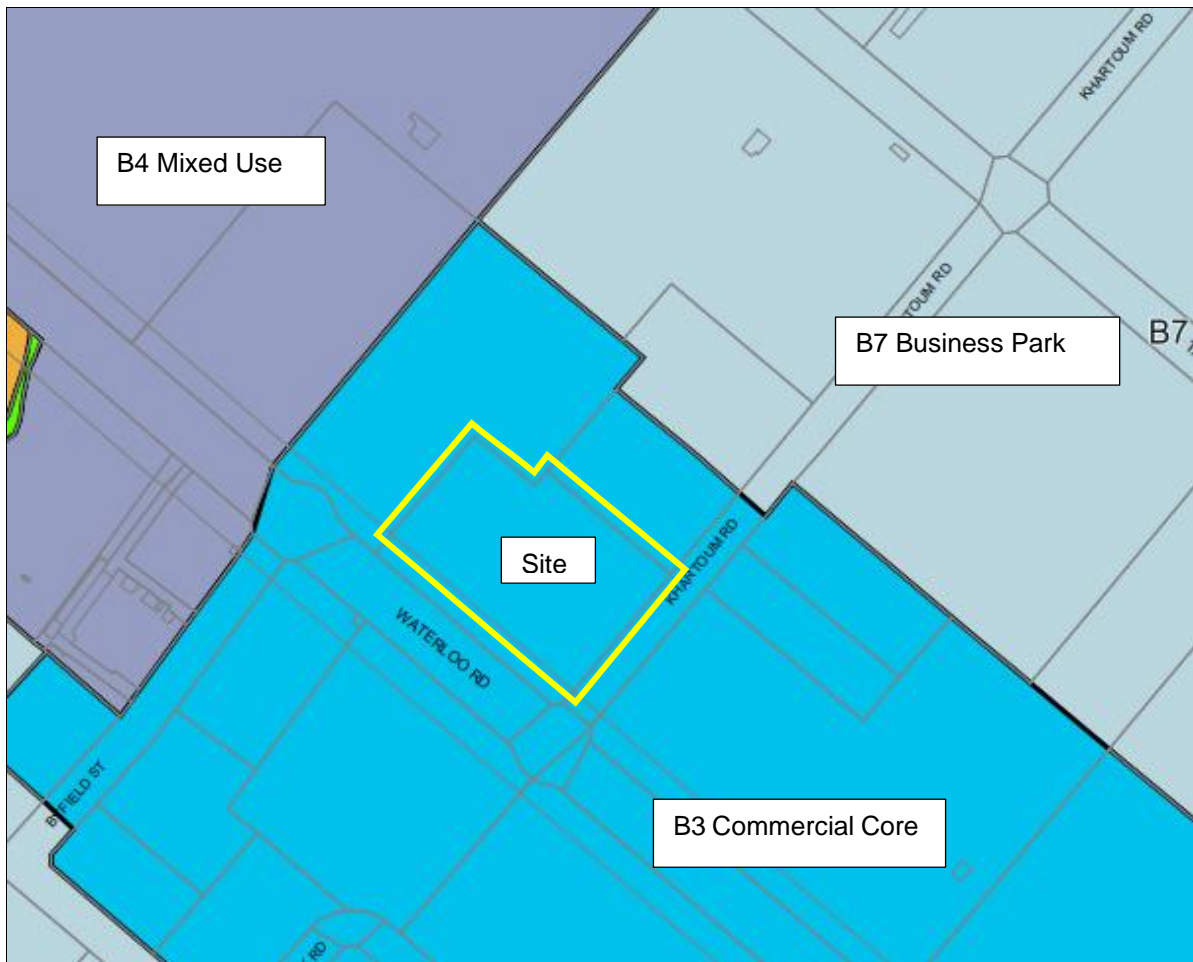 KHARTOUM RD
B4 Mixed Use
TOUM RD
B7 Business Park
B7
Site
KHARTOUM RD
WATERLOO RD
FIELD ST
B3 Commercial Core
RD